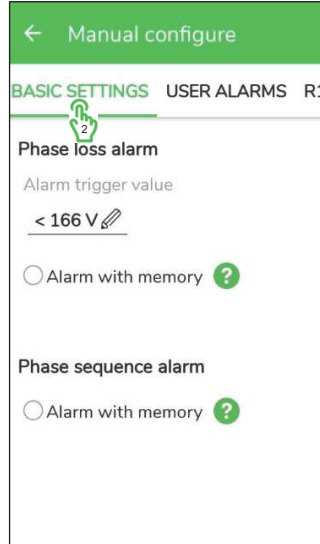 Manual configure
BASIC SETTINGS USER ALARMS R1
2
Phase loss alarm
Alarm trigger value
< 166 V
Alarm with memory ?
Phase sequence alarm
Alarm with memory ?